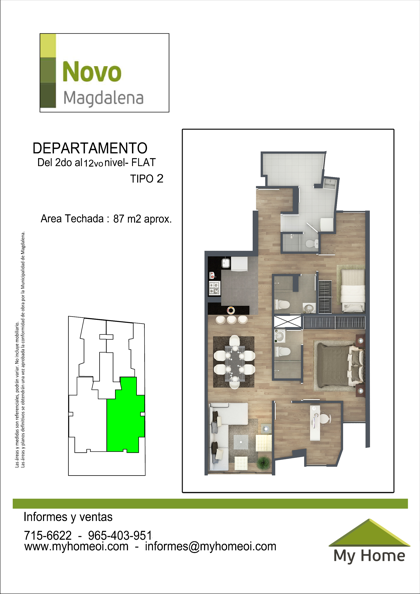 Novo
Magdalena
DEPARTAMENTO
Del 2do al 12vo nivel- FLAT
TIPO 2
Area Techada : 87 m2 aprox.
Las áreas y medidas son referenciales, podrán variar. No incluye mobiliario.
Las áreas y planos definitivos se obtendrán una vez aprobada la conformidad de obra por la Municipalidad de Magdalena.
Informes y ventas
715-6622 - 965-403-951
www.myhomeoi.com - informes@myhomeoi.com
My Home